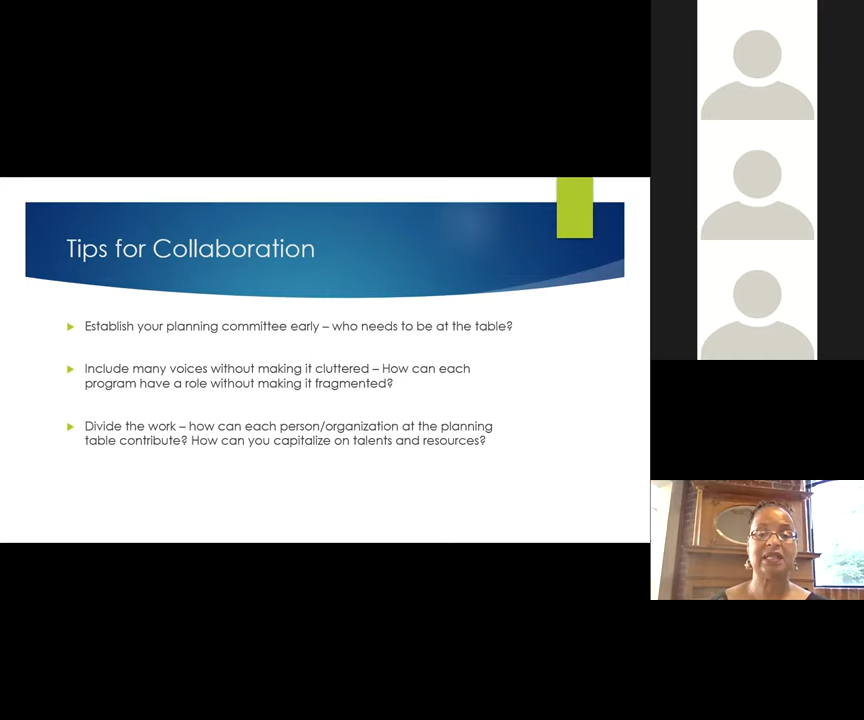 Tips for Collaboration
Establish your planning committee early – who needs to be at the table?
Include many voices without making it cluttered – How can each
program have a role without making it fragmented?
Divide the work – how can each person/organization at the planning
table contribute? How can you capitalize on talents and resources?